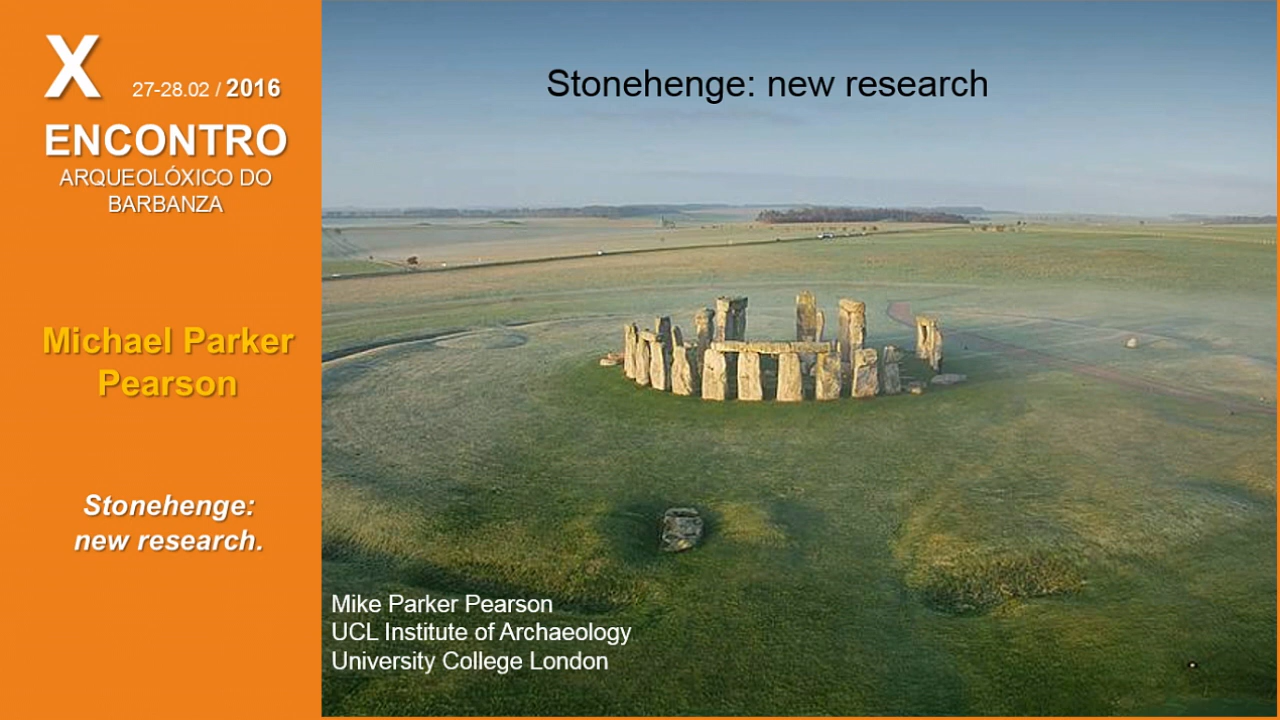 X 27-28.02 / 2016
ENCONTRO
ARQUEOLÓXICO DO
BARBANZA
Michael Parker
Pearson
Stonehenge:
new research.
Stonehenge: new research
Mike Parker Pearson
UCL Institute of Archaeology
University College London